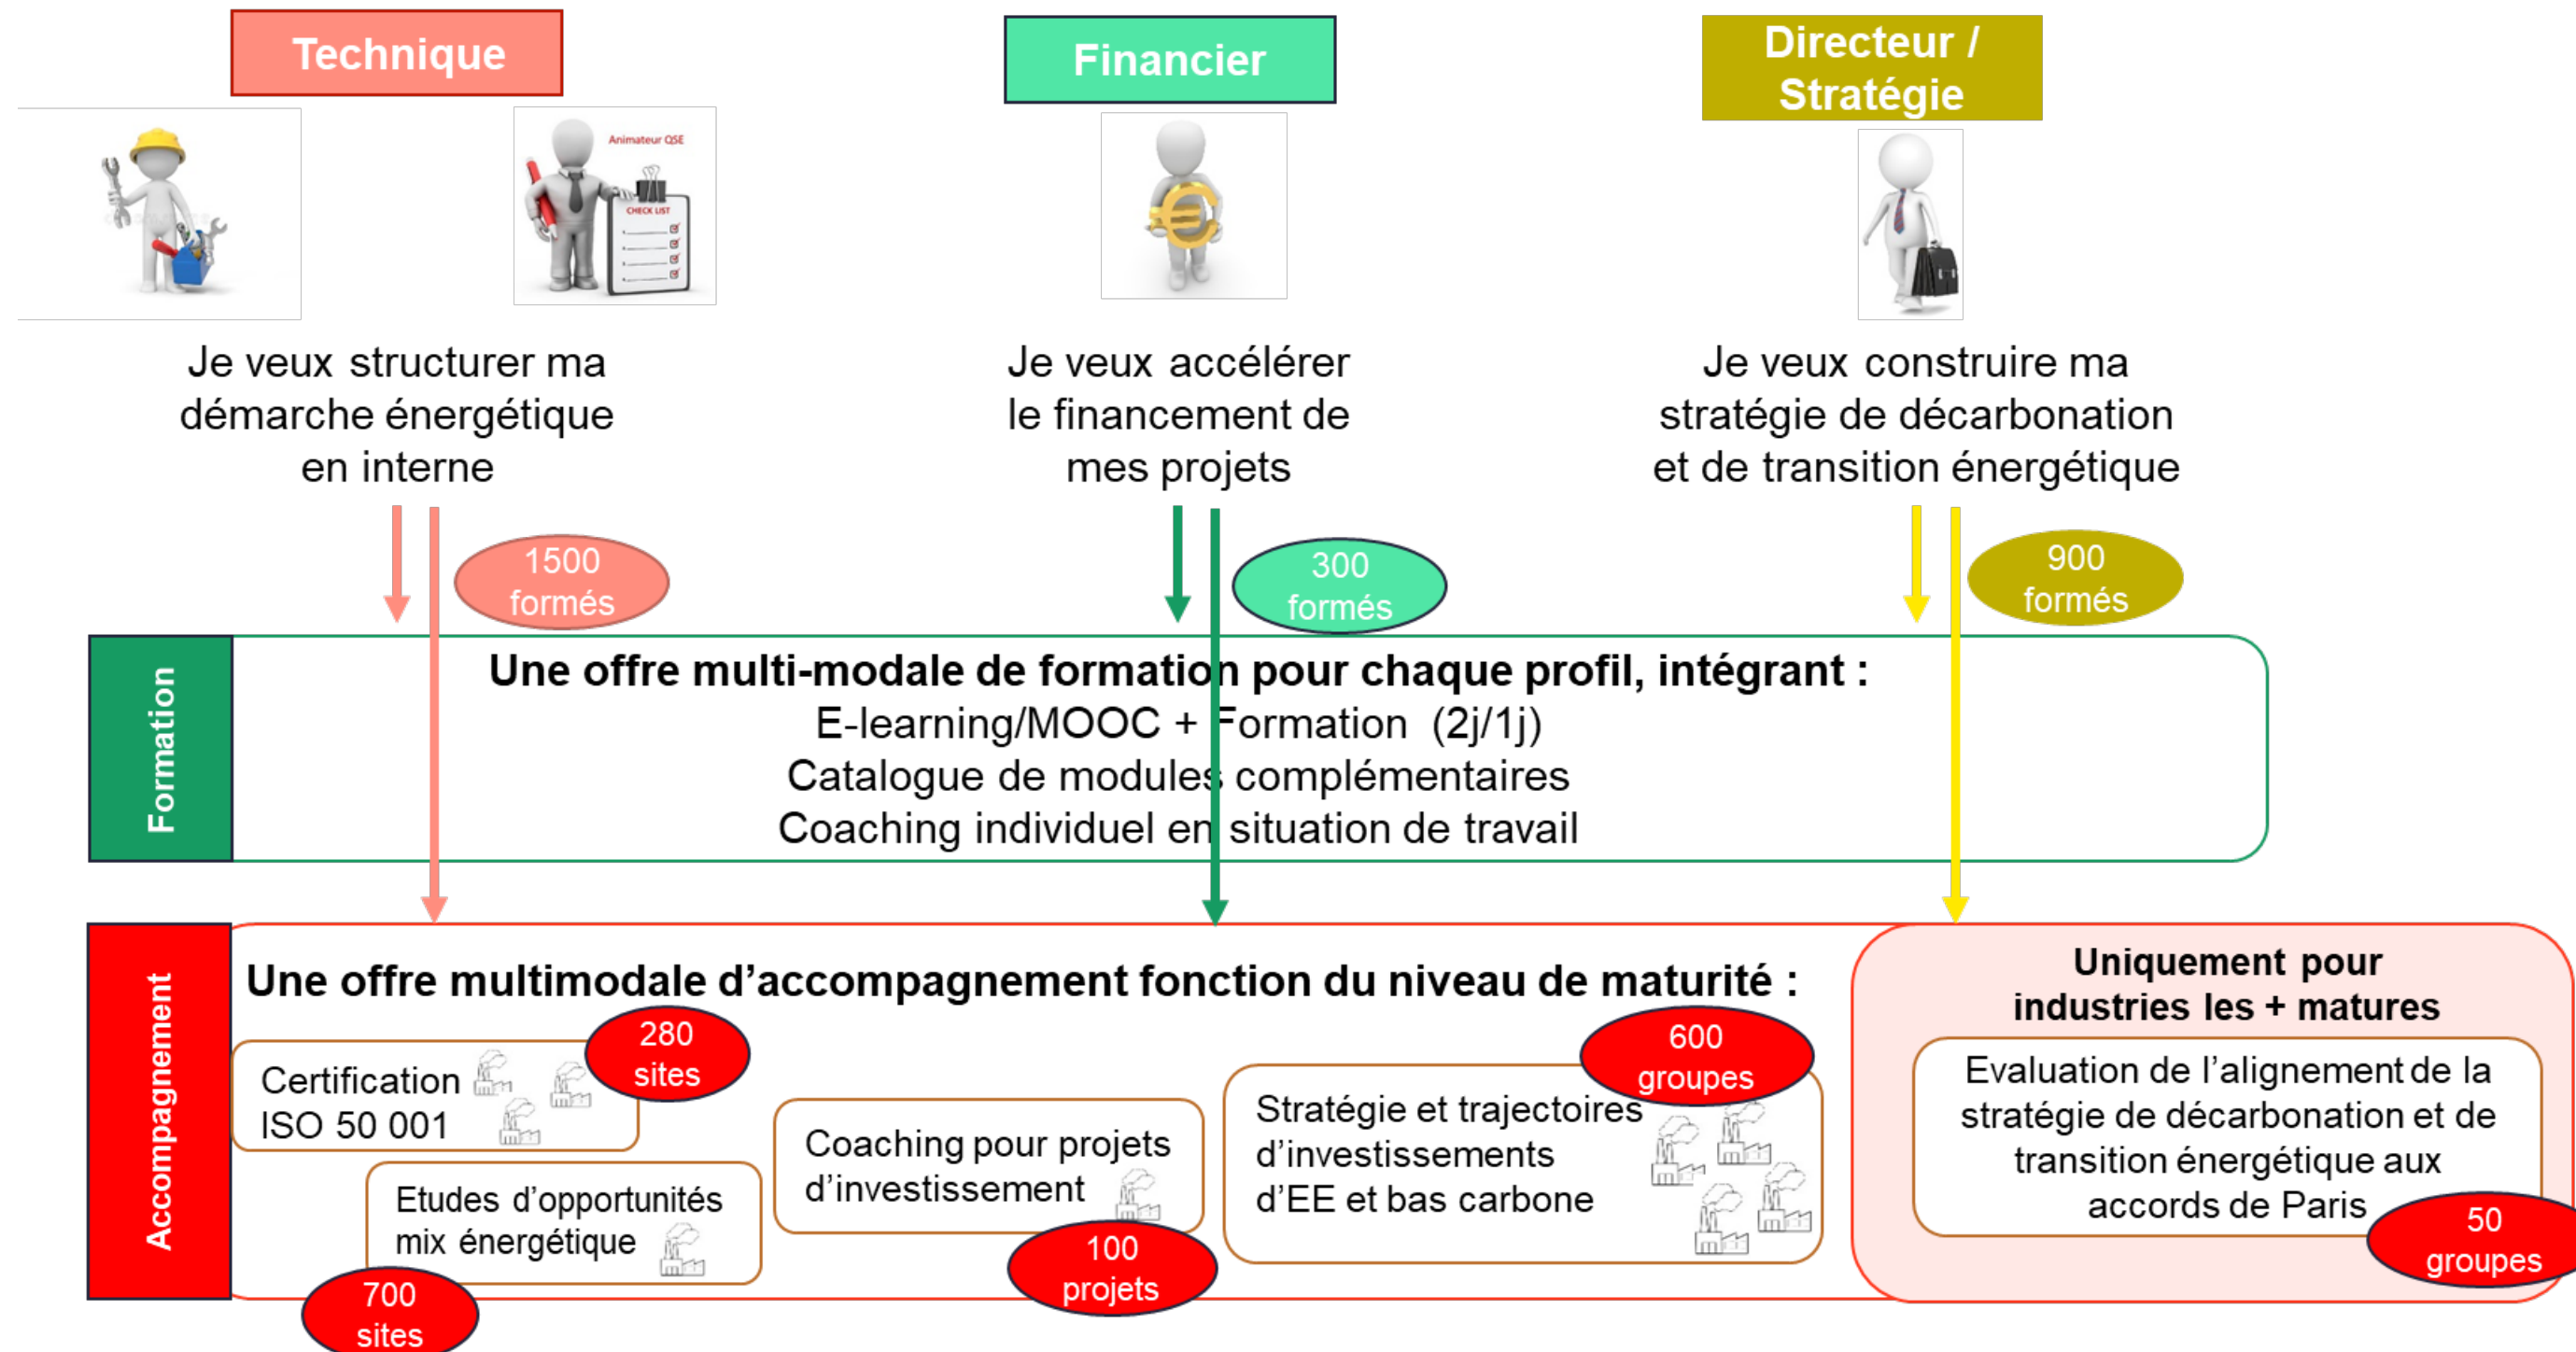 Technique
Financier
Directeur /
Stratégie
Animateur QSE
CHECK LIST
Je veux structurer ma
démarche énergétique
en interne
Je veux accélérer
le financement de
mes projets
Je veux construire ma
stratégie de décarbonation
et de transition énergétique
1500
formés
300
formés
900
formés
Formation
Une offre multi-modale de formation pour chaque profil, intégrant :
E-learning/MOOC + Formation (2j/1j)
Catalogue de modules complémentaires
Coaching individuel en situation de travail
Accompagnement
Une offre multimodale d’accompagnement fonction du niveau de maturité :
Certification
ISO 50 001
280
sites
Etudes d’opportunités
mix énergétique
700
sites
Coaching pour projets
d’investissement
100
projets
Stratégie et trajectoires
d’investissements
d’EE et bas carbone
600
groupes
Uniquement pour
industries les + matures
Evaluation de l’alignement de la
stratégie de décarbonation et de
transition énergétique aux
accords de Paris
50
groupes